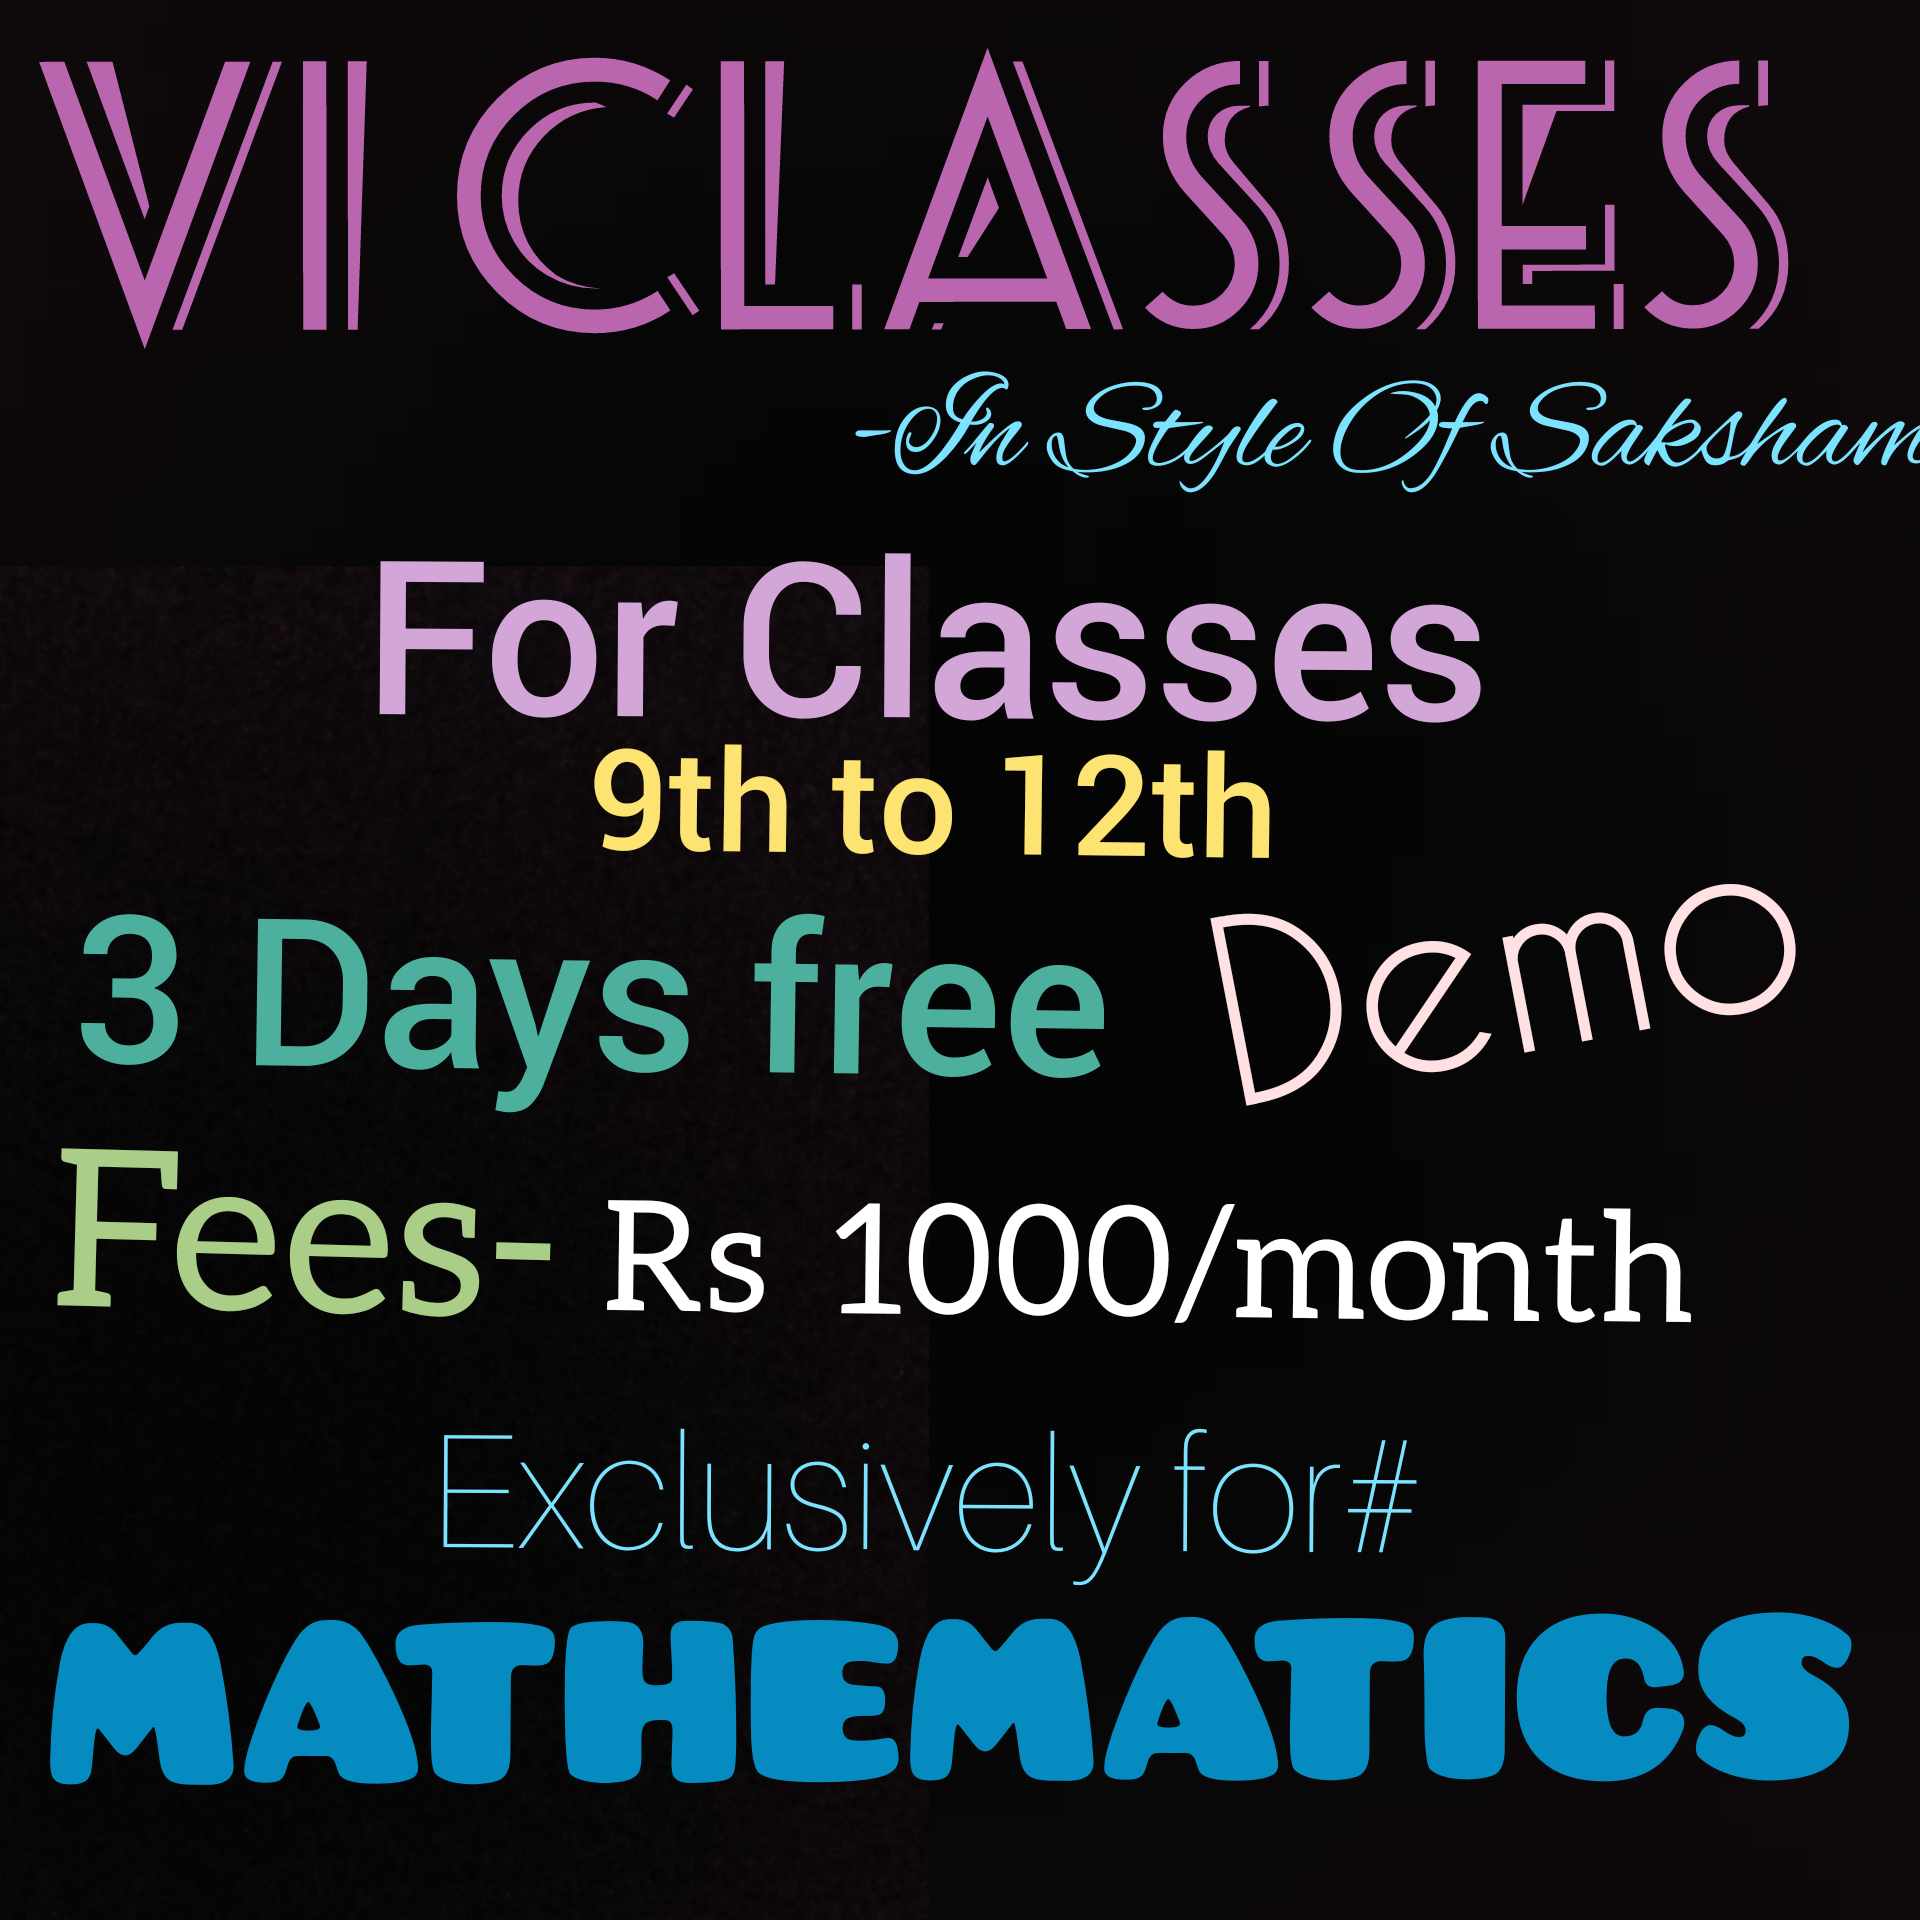 VI CLASSES
-In Style Of Saksham
For Classes
9th to 12th
3 Days free Demo
Fees- Rs 1000/month
Exclusively for#
MATHEMATICS